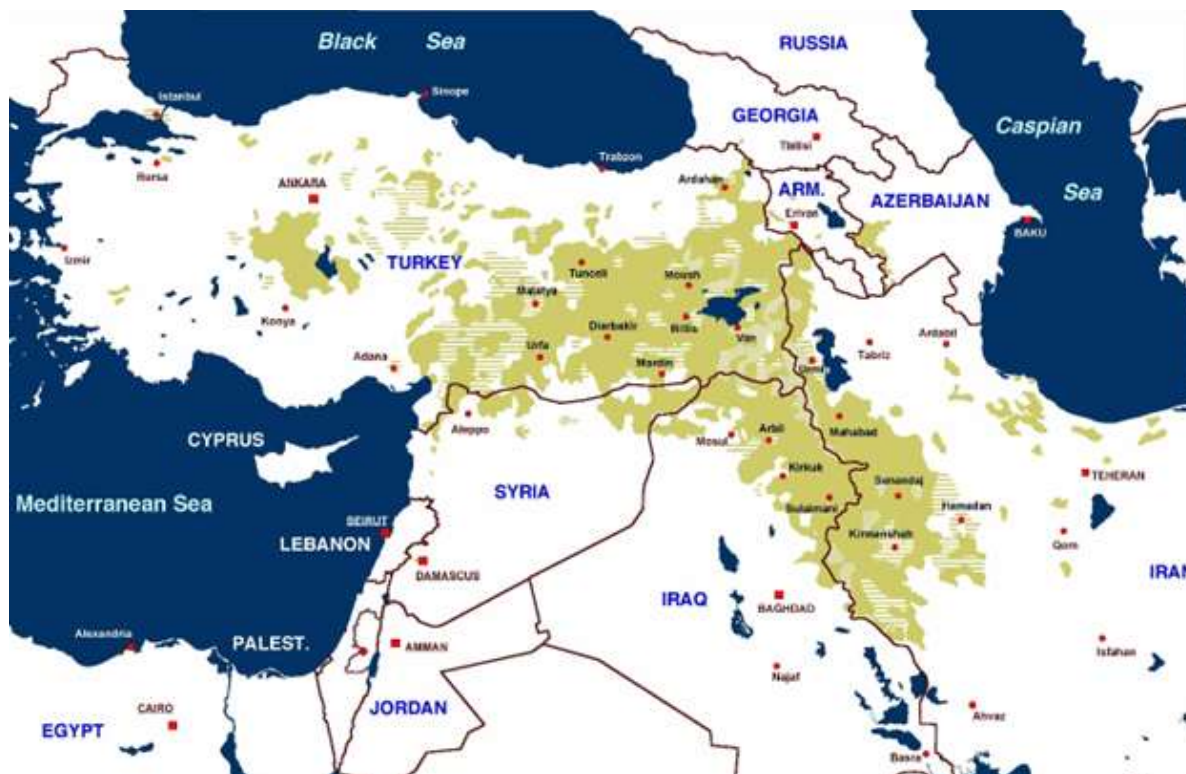 Black Sea
RUSSIA
Istanbul
Sinope
GEORGIA
Caspian
Tbilisi
Trabzon
Bursa
ANKARA
Ardahan
ARM.
Sea
AZERBAIJAN
Erivan
BAKU
Izmir
TURKEY
Tunceli
Moush
Malatya
Konya
Diarbakir
Bitlis
Van
Ardabil
Urfa
Tabriz
Adana
Mardin
Urmi
Aleppo
Mosul
Arbil
Mahabad
CYPRUS
Kirkuk
TEHERAN
SYRIA
Sanandaj
Mediterranean Sea
Sulaimani
Hamadan
BEIRUT
LEBANON
Kirmanshah
Qom
DAMASCUS
IRAN
IRAQ
BAGHDAD
Alexandria
PALEST.
AMMAN
Isfahan
Najaf
CAIRO
JORDAN
Ahvaz
EGYPT
Basra